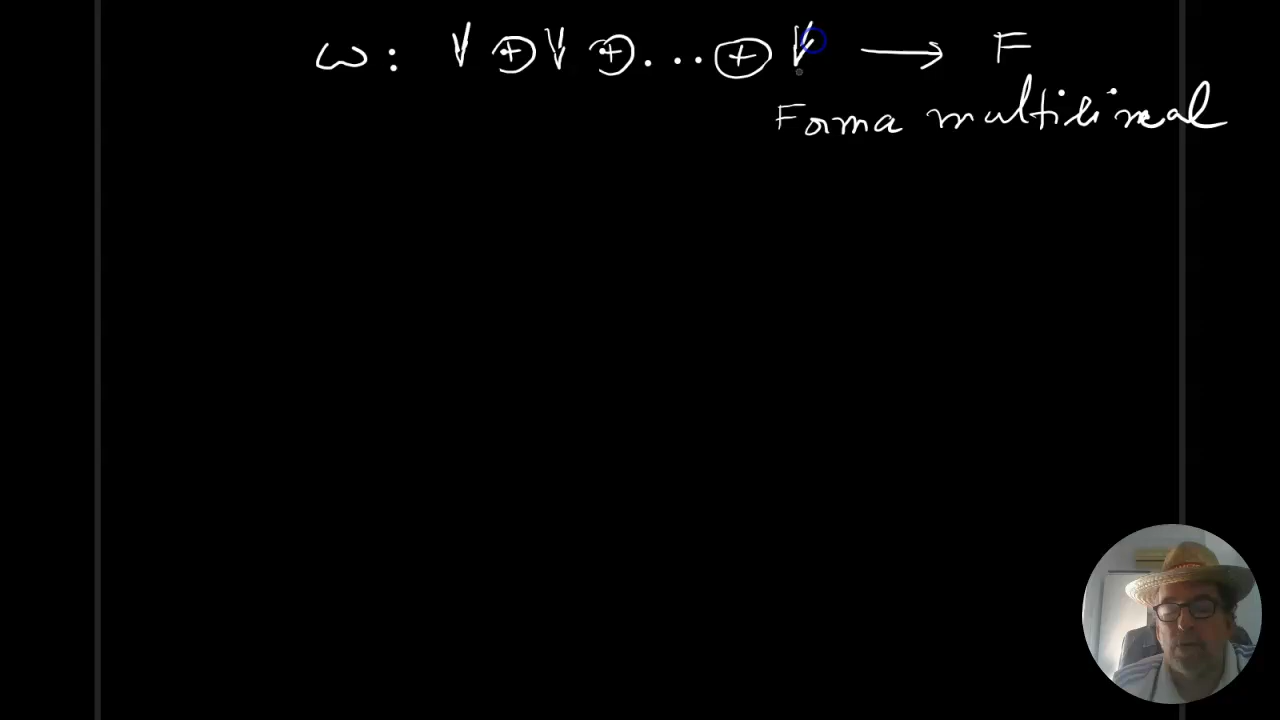 ω: V ⊕ V ⊕ ... ⊕ V ⟶ F
Forma multilineal